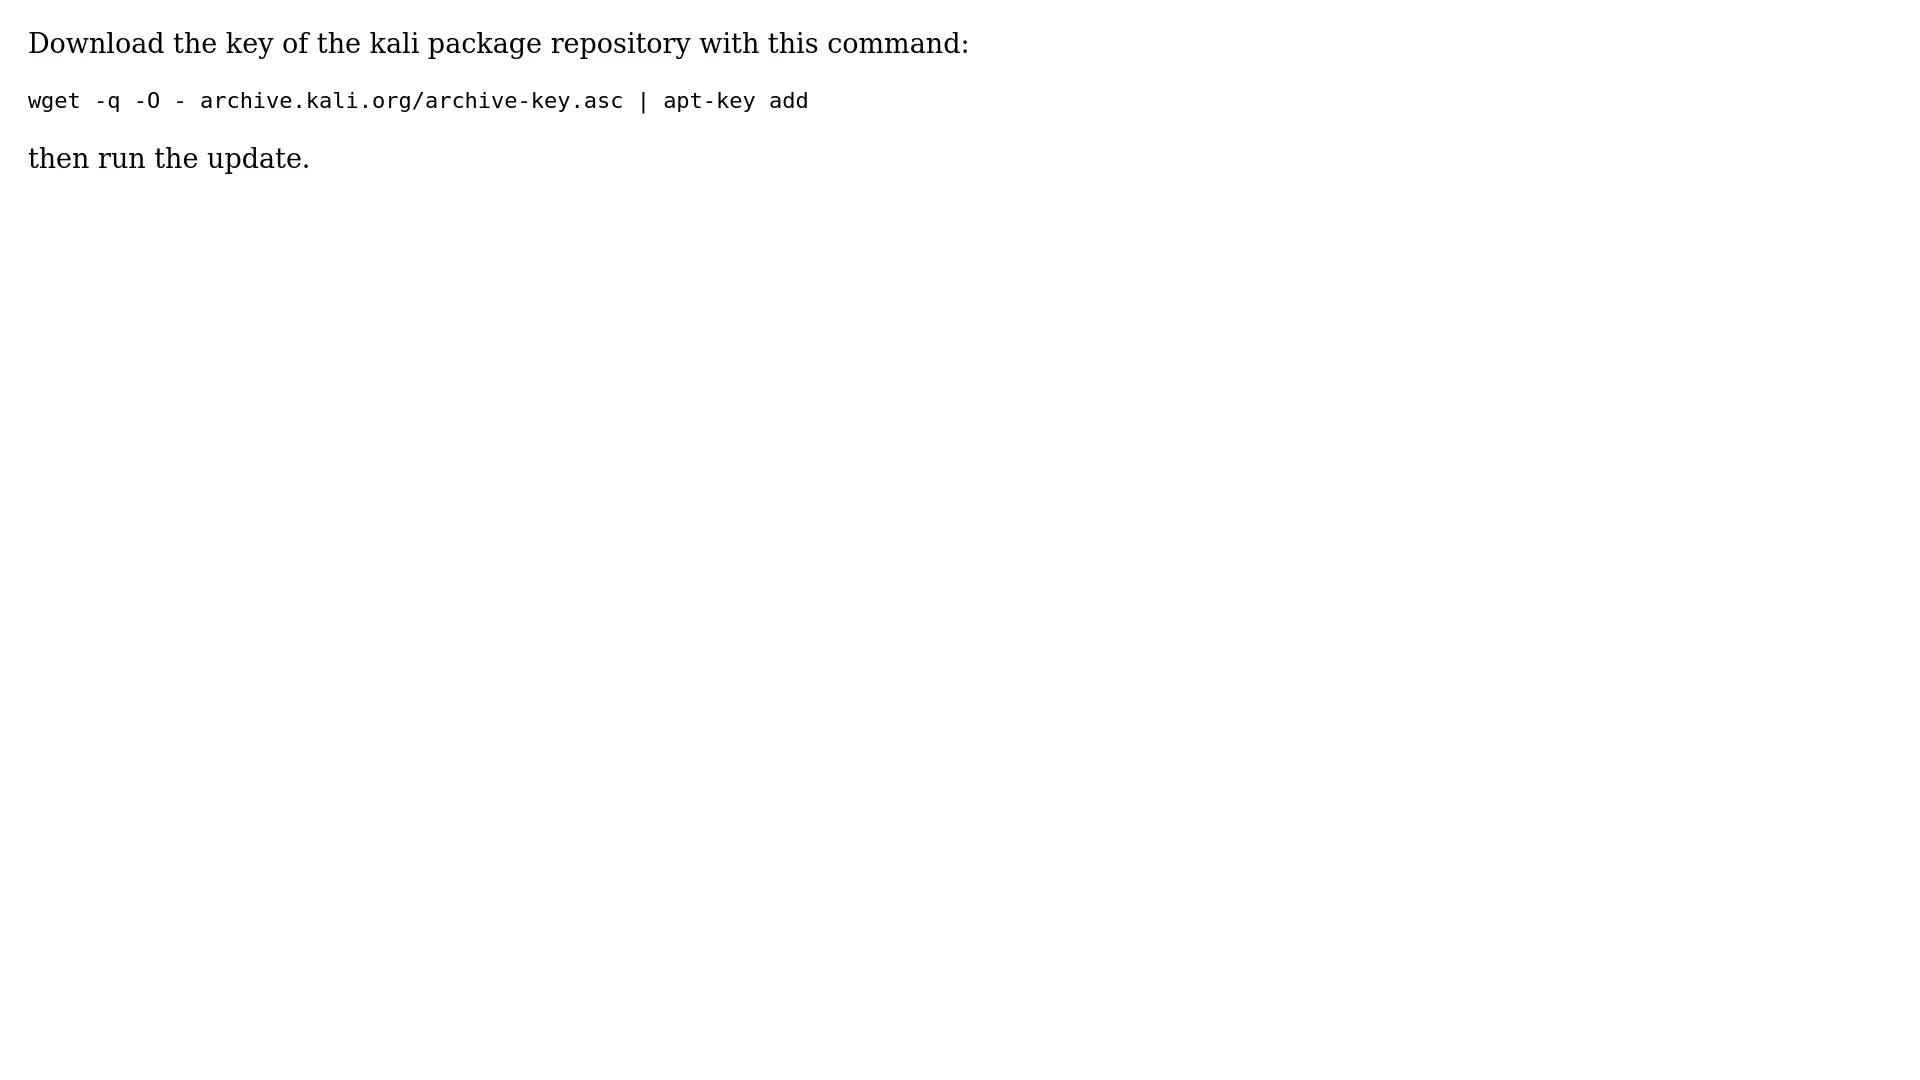 Download the key of the kali package repository with this command:
wget -q -O - archive.kali.org/archive-key.asc | apt-key add
then run the update.